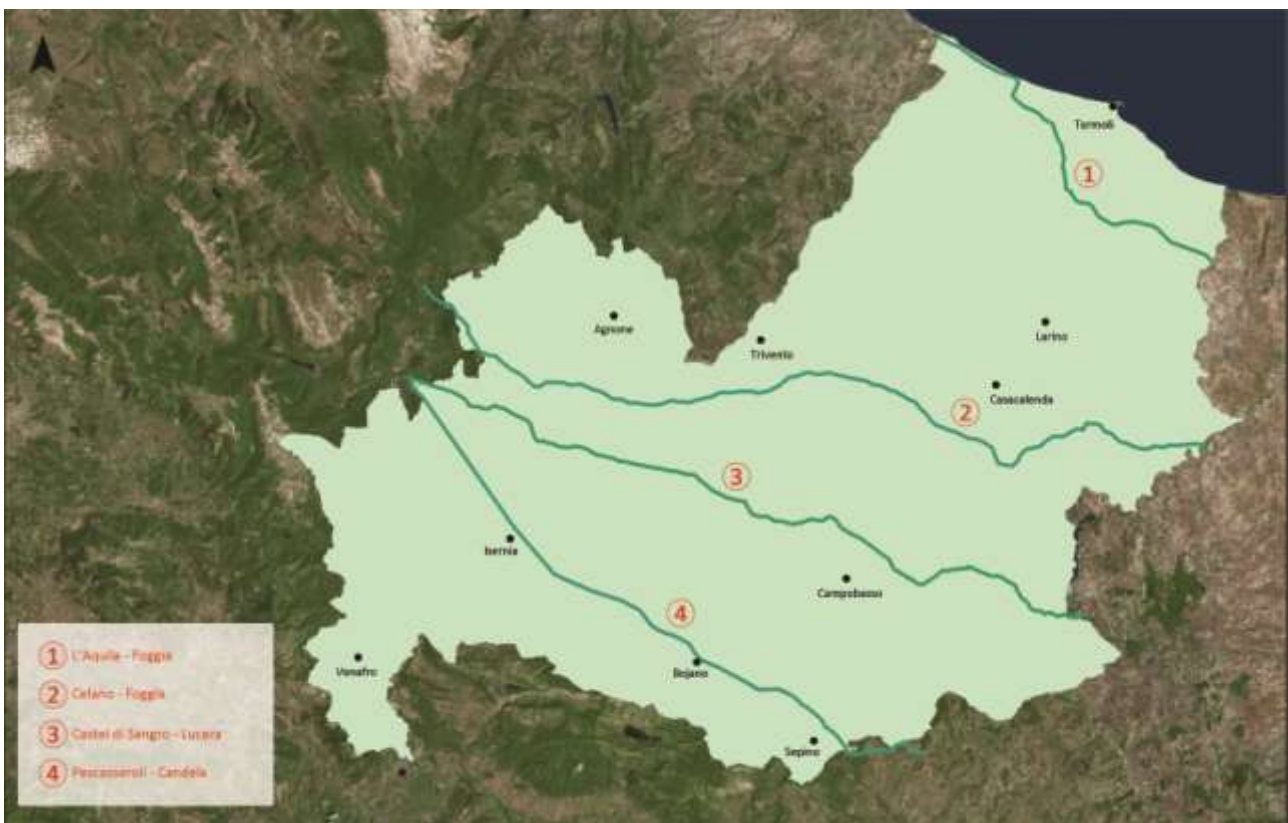 Termoli
1
Agnone
Trivento
Larino
Casacalenda
2
3
Isernia
Campobasso
4
Venafro
Bojano
Sepino
1 L'Aquila - Foggia
2 Celano - Foggia
3 Castel di Sangro - Lucera
4 Pescasseroli - Candela